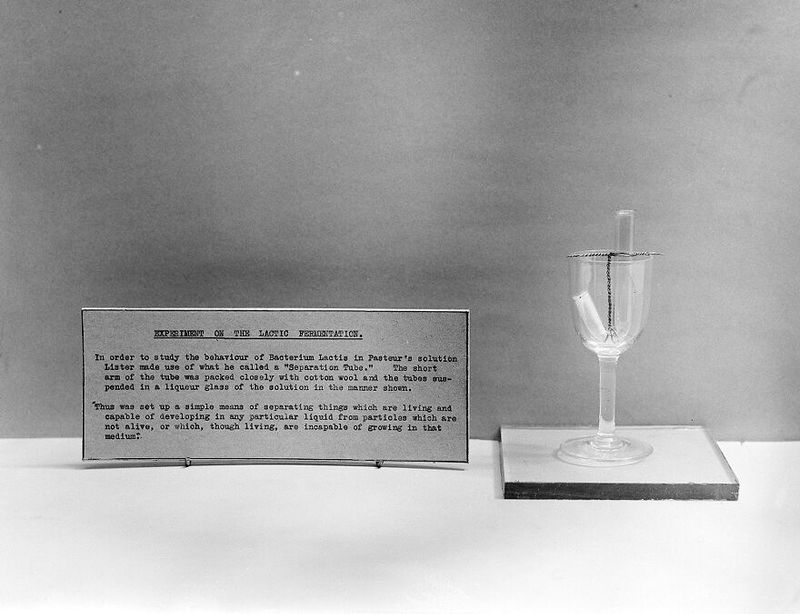 EXPERIMENT ON THE LACTIC FERMENTATION.
In order to study the behaviour of Bacterium Lactis in Pasteur's solution
Lister made use of what he called a "Separation Tube." The short
arm of the tube was packed closely with cotton wool and the tubes sus-
pended in a liqueur glass of the solution in the manner shown.
"Thus was set up a simple means of separating things which are living and
capable of developing in any particular liquid from particles which are
not alive, or which, though living, are incapable of growing in that
medium".